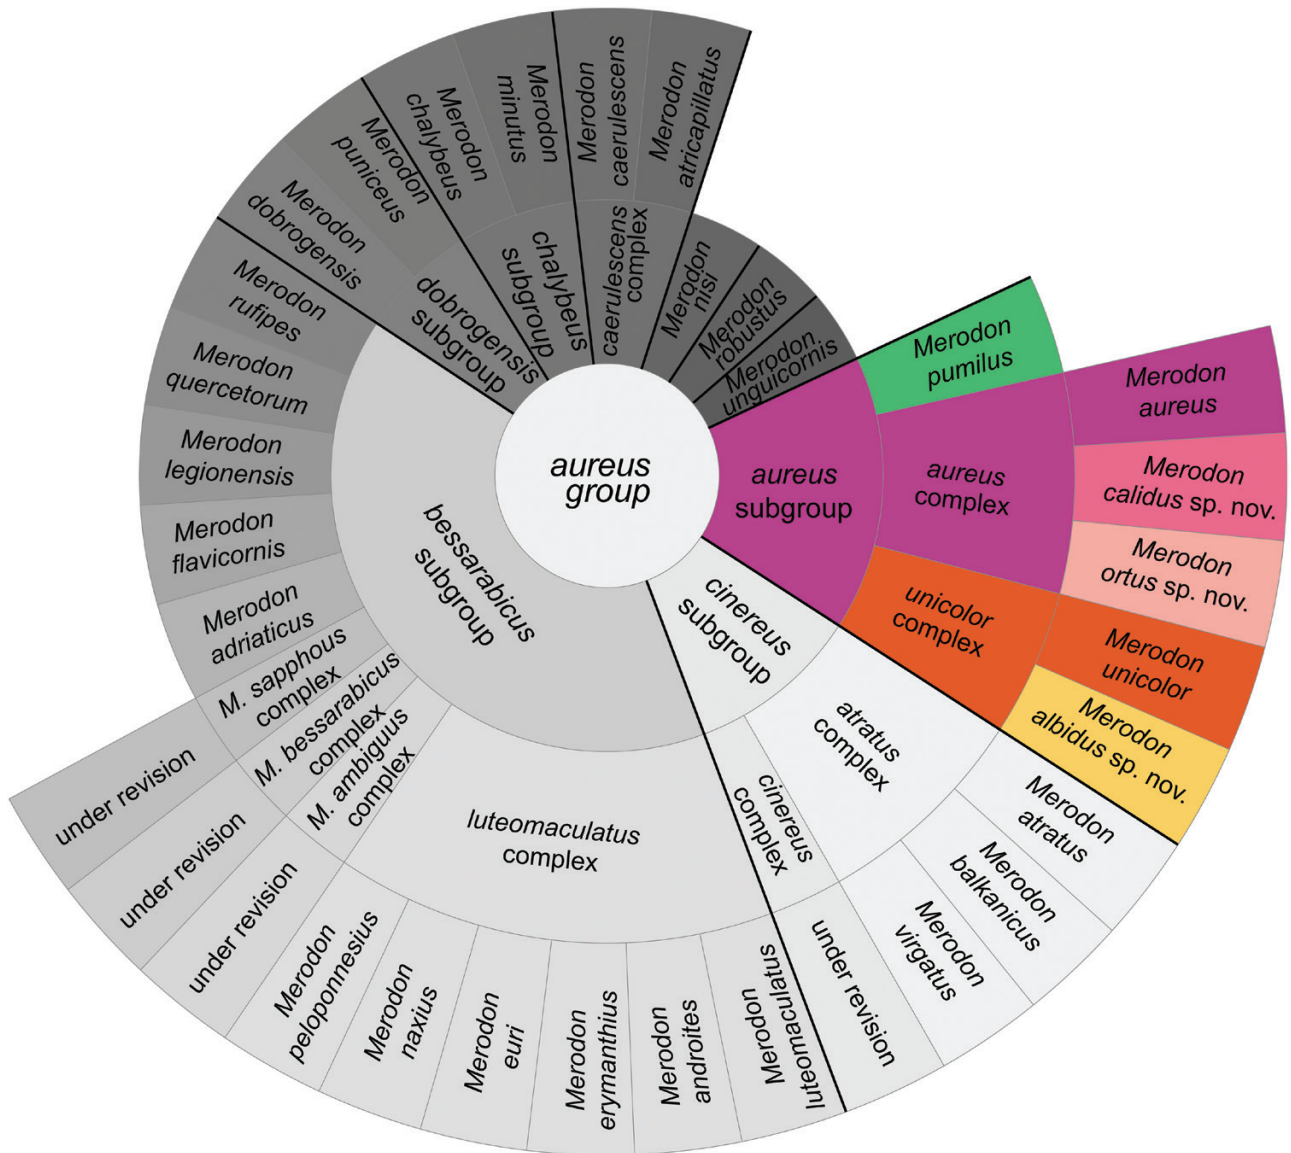 aureus
group
aureus
subgroup
Merodon
pumilus
aureus
complex
Merodon
aureus
Merodon
calidus sp. nov.
Merodon
ortus sp. nov.
unicolor
complex
Merodon
unicolor
Merodon
albidus sp. nov.
cinereus
subgroup
atratus
complex
Merodon
atratus
Merodon
balkanicus
Merodon
virgatus
cinereus
complex
under revision
bessarabicus
subgroup
luteomaculatus
complex
Merodon
luteomaculatus
Merodon
androites
Merodon
erymanthius
Merodon
euri
Merodon
naxius
Merodon
peloponnesius
M. ambiguus
complex
under revision
M. bessarabicus
complex
under revision
M. sapphous
complex
under revision
Merodon
adriaticus
Merodon
flavicornis
Merodon
legionensis
Merodon
quercetorum
Merodon
rufipes
dobrogensis
subgroup
Merodon
dobrogensis
Merodon
puniceus
chalybeus
subgroup
Merodon
chalybeus
Merodon
minutus
caerulescens
complex
Merodon
caerulescens
Merodon
atricapillatus
Merodon
nisi
Merodon
robustus
Merodon
unguicornis